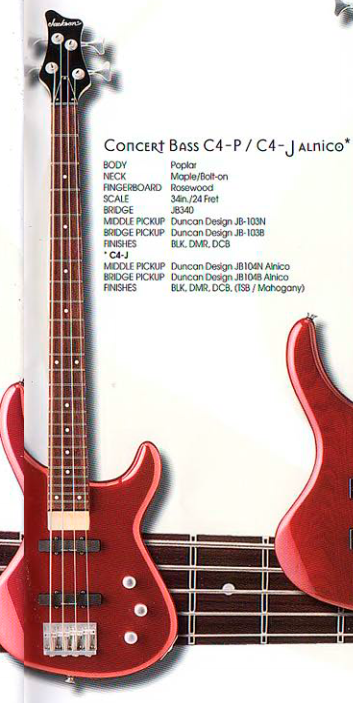 Jackson
Concert Bass C4-P / C4-J alnico*
BODY Poplar
NECK Maple/Bolt-on
FINGERBOARD Rosewood
SCALE 34in./24 Fret
BRIDGE JB340
MIDDLE PICKUP Duncan Design JB-103N
BRIDGE PICKUP Duncan Design JB-103B
FINISHES BLK, DMR, DCB
* C4-J
MIDDLE PICKUP Duncan Design JB104N Alnico
BRIDGE PICKUP Duncan Design JB104B Alnico
FINISHES BLK, DMR, DCB, (TSB / Mahogany)